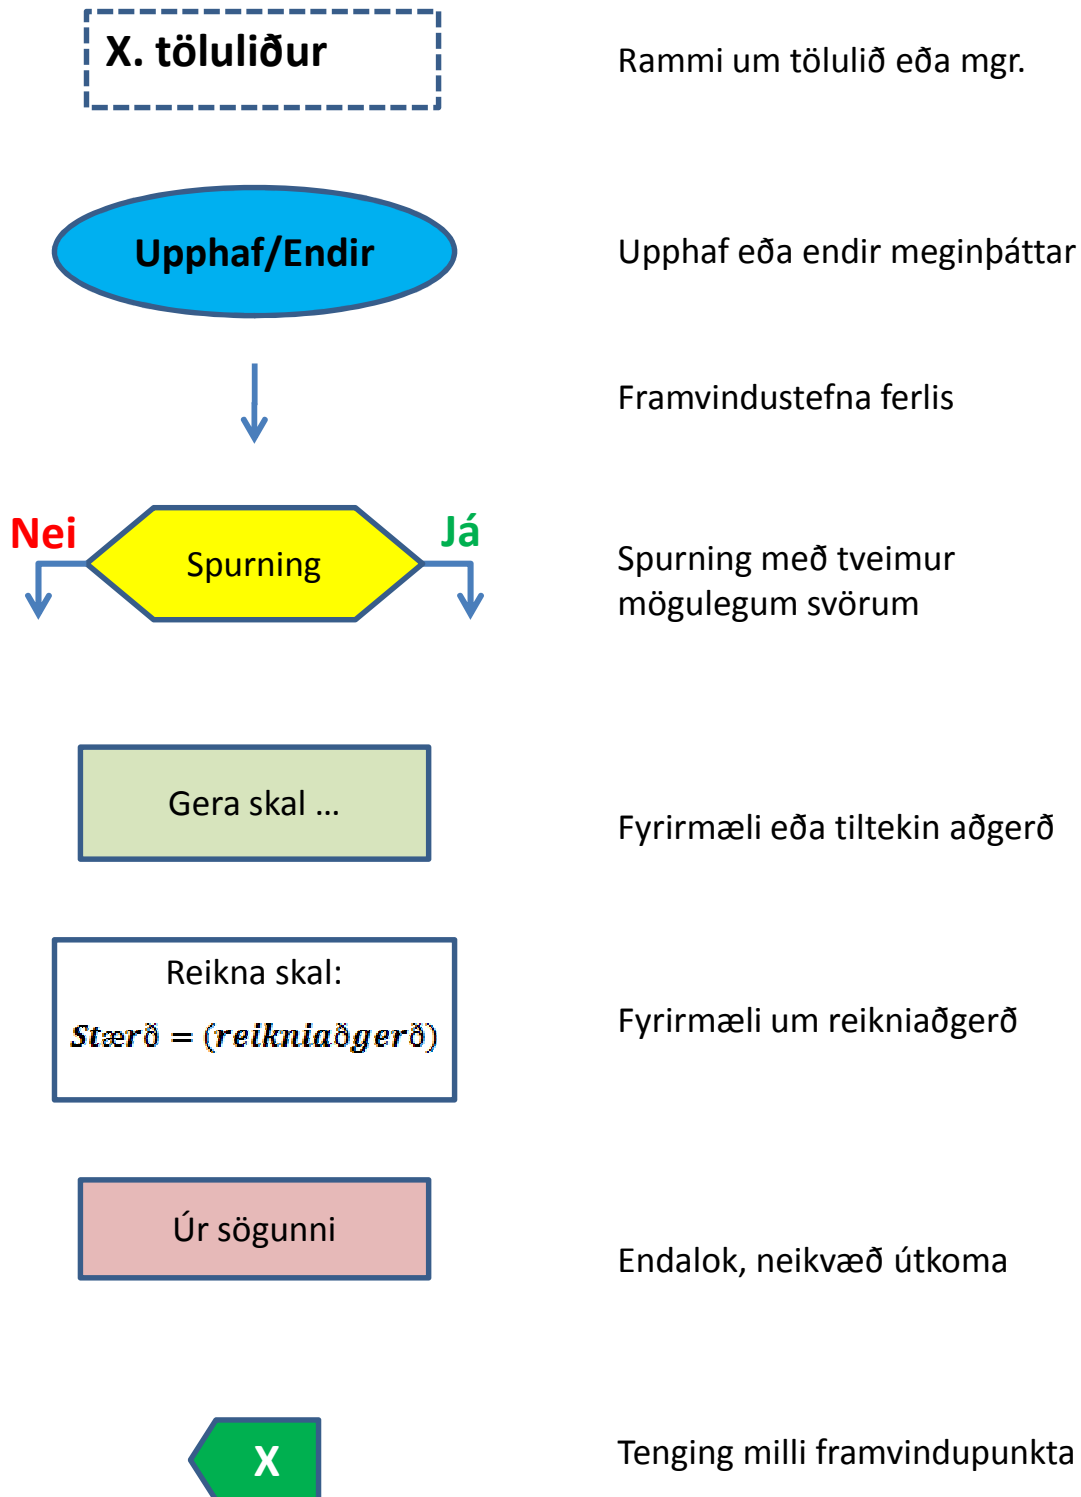 X. töluliður
Rammi um tölulið eða mgr.
Upphaf/Endir
Upphaf eða endir meginþáttar
Framvindustefna ferlis
Nei
Já
Spurning
Spurning með tveimur
mögulegum svörum
Gera skal ...
Fyrirmæli eða tiltekin aðgerð
Reikna skal:
Stærð = (reikniaðgerð)
Fyrirmæli um reikniaðgerð
Úr sögunni
Endalok, neikvæð útkoma
X
Tenging milli framvindupunkta